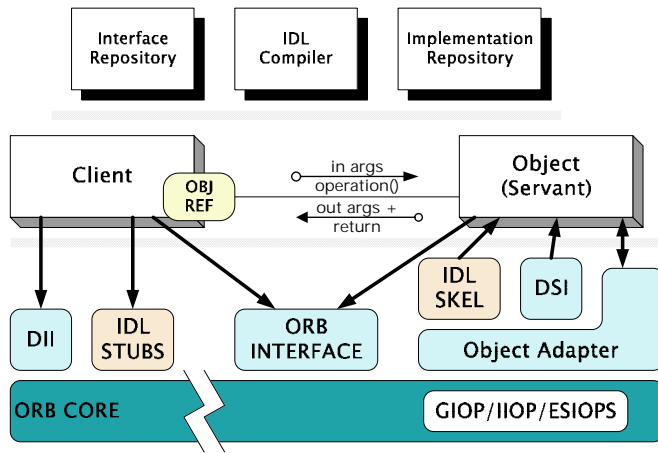 Interface
Repository
IDL
Compiler
Implementation
Repository
Client
OBJ
REF
in args
operation()
out args +
return
Object
(Servant)
DII
IDL
STUBS
ORB
INTERFACE
IDL
SKEL
DSI
Object Adapter
ORB CORE
GIOP/IIOP/ESIOPS